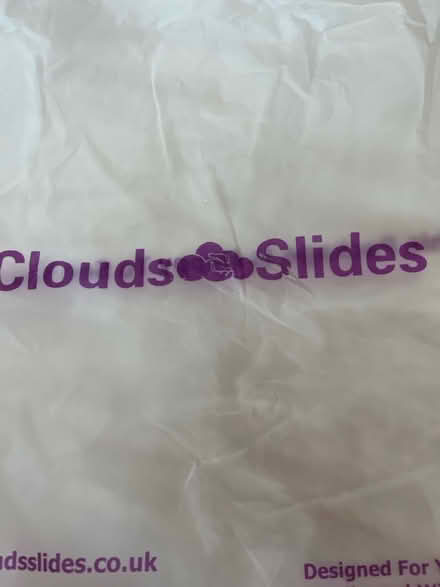 Clouds Slides
dsslides.co.uk
Designed For